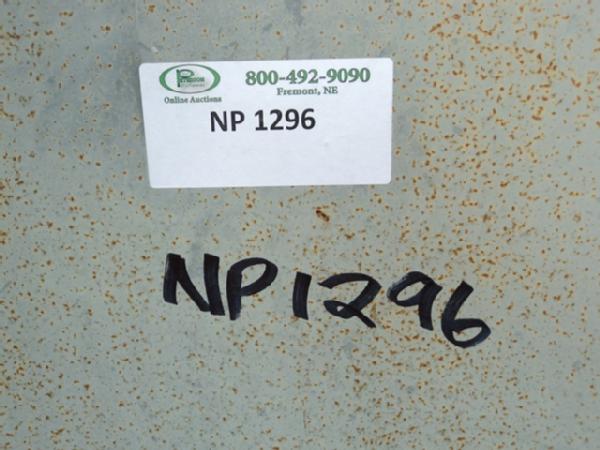 800-492-9090
Fremont, NE
Online Auctions
NP 1296
NP1296